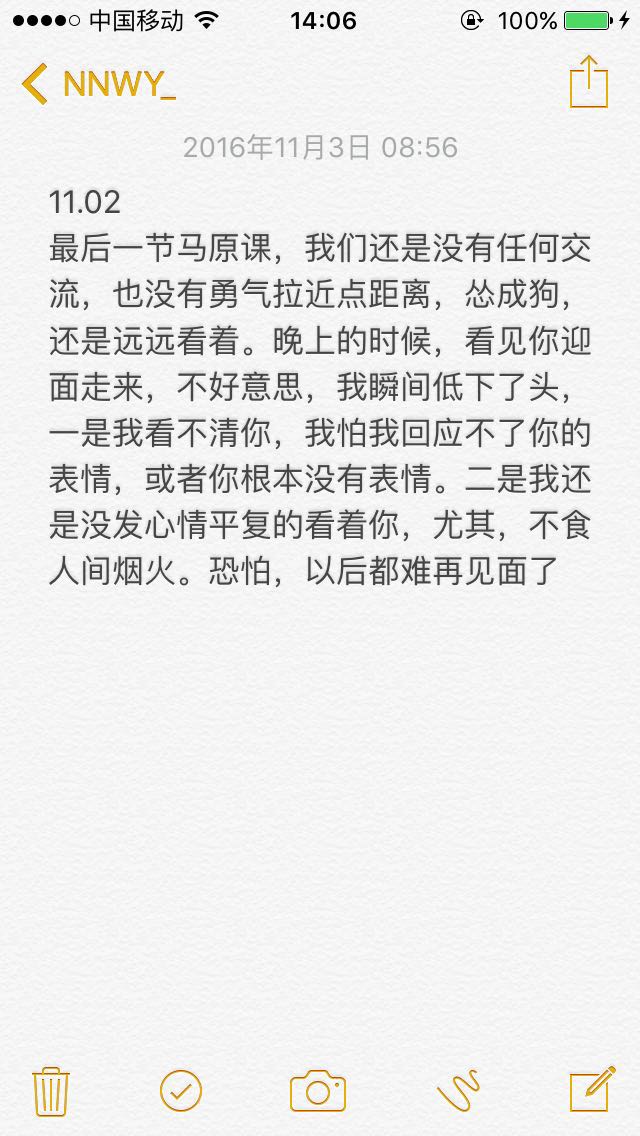 中国移动 14:06 100%
NNWY_
2016年11月3日 08:56
11.02
最后一节马原课，我们还是没有任何交
流，也没有勇气拉近点距离，怂成狗，
还是远远看着。晚上的时候，看见你迎
面走来，不好意思，我瞬间低下了头，
一是我看不清你，我怕我回应不了你的
表情，或者你根本没有表情。二是我还
是没发心情平复的看着你，尤其，不食
人间烟火。恐怕，以后都难再见面了